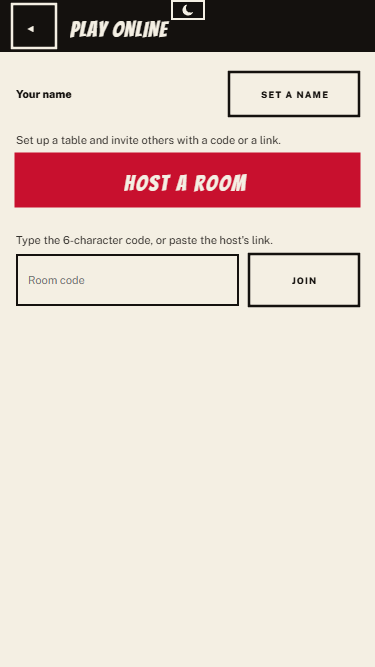 PLAY ONLINE
Your name
SET A NAME
Set up a table and invite others with a code or a link.
HOST A ROOM
Type the 6-character code, or paste the host's link.
Room code
JOIN